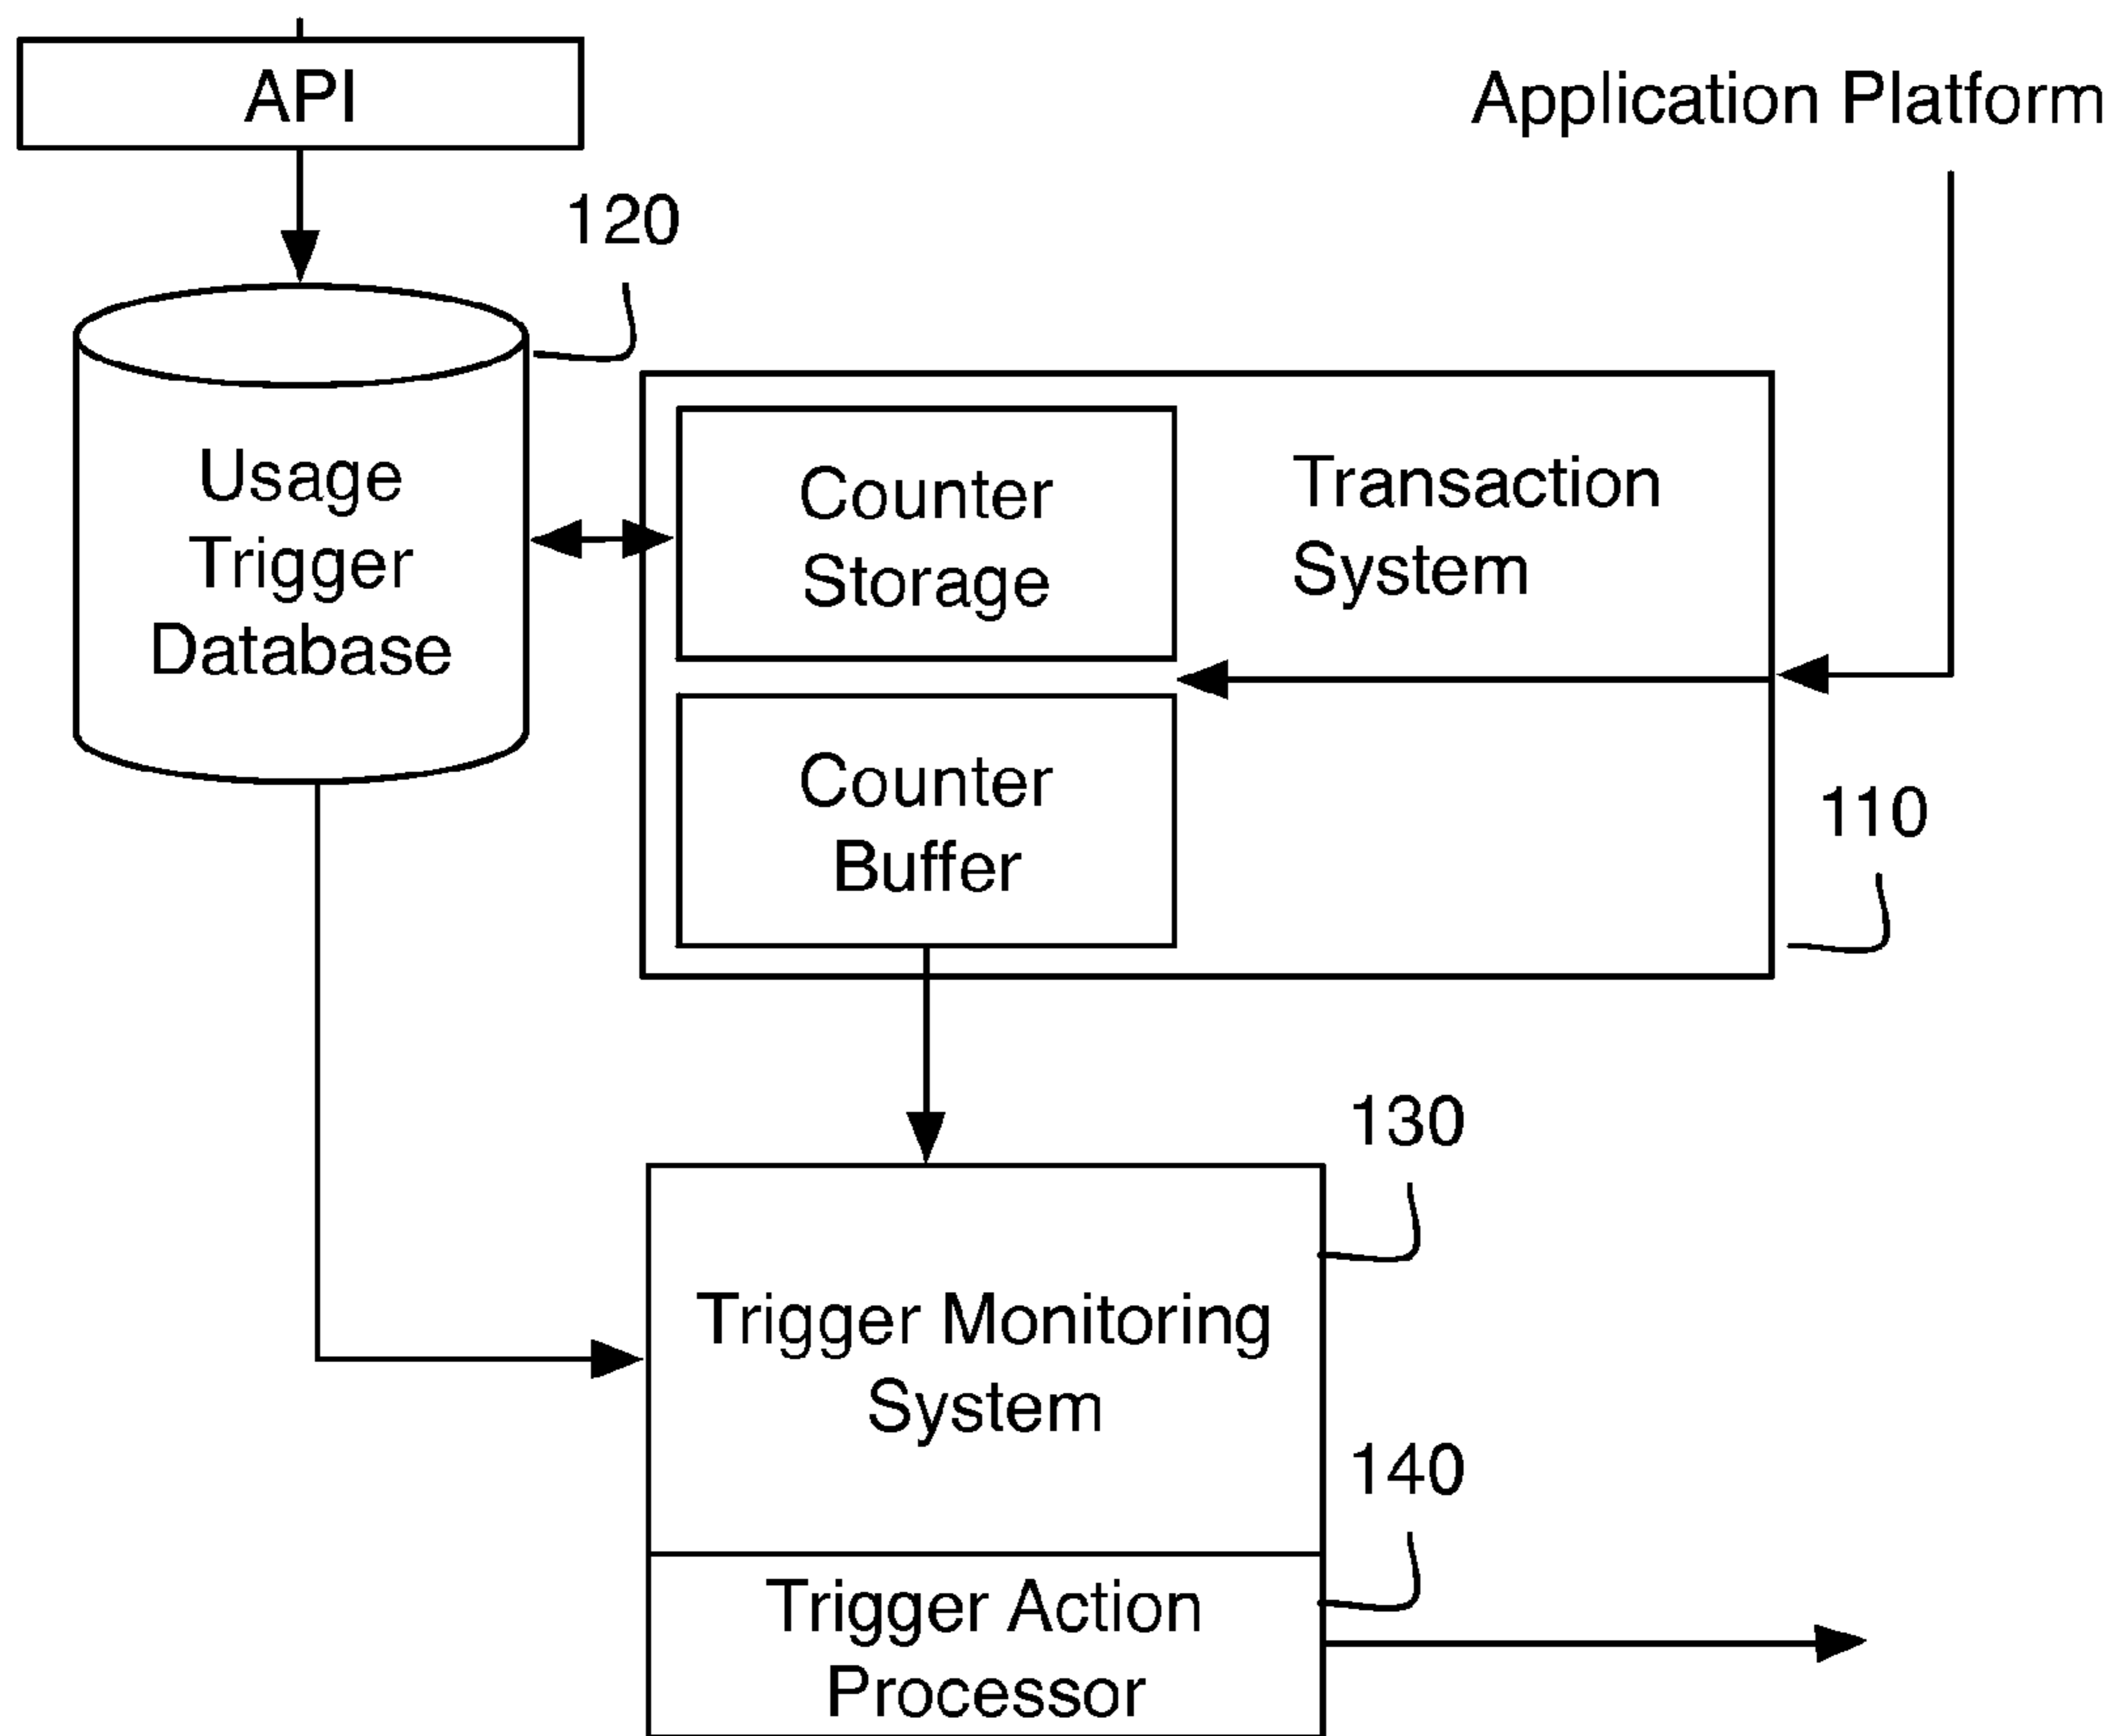 API
Application Platform
120
Usage
Trigger
Database
Counter
Storage
Transaction
System
Counter
Buffer
110
130
Trigger Monitoring
System
140
Trigger Action
Processor